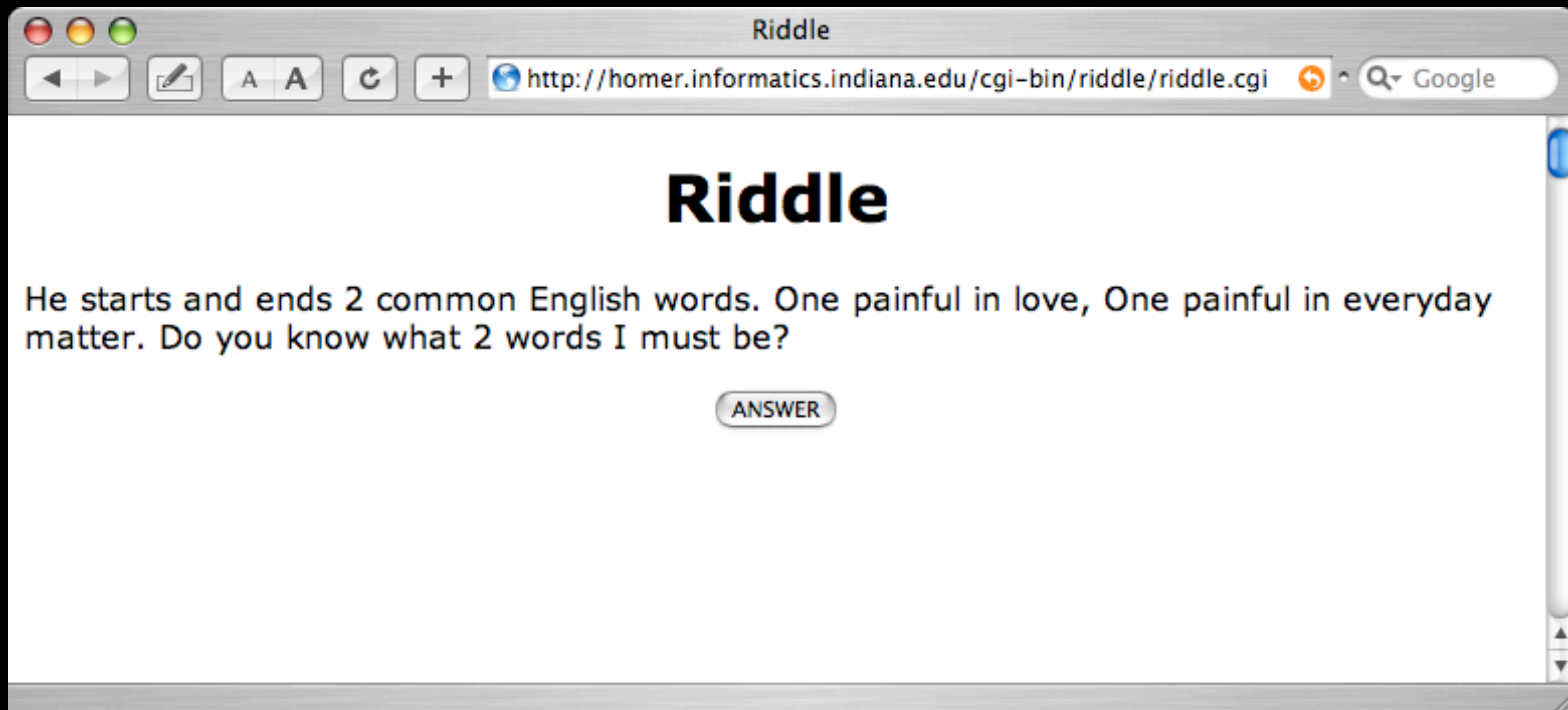 Riddle
A A + http://homer.informatics.indiana.edu/cgi-bin/riddle/riddle.cgi Google
Riddle
He starts and ends 2 common English words. One painful in love, One painful in everyday
matter. Do you know what 2 words I must be?
ANSWER